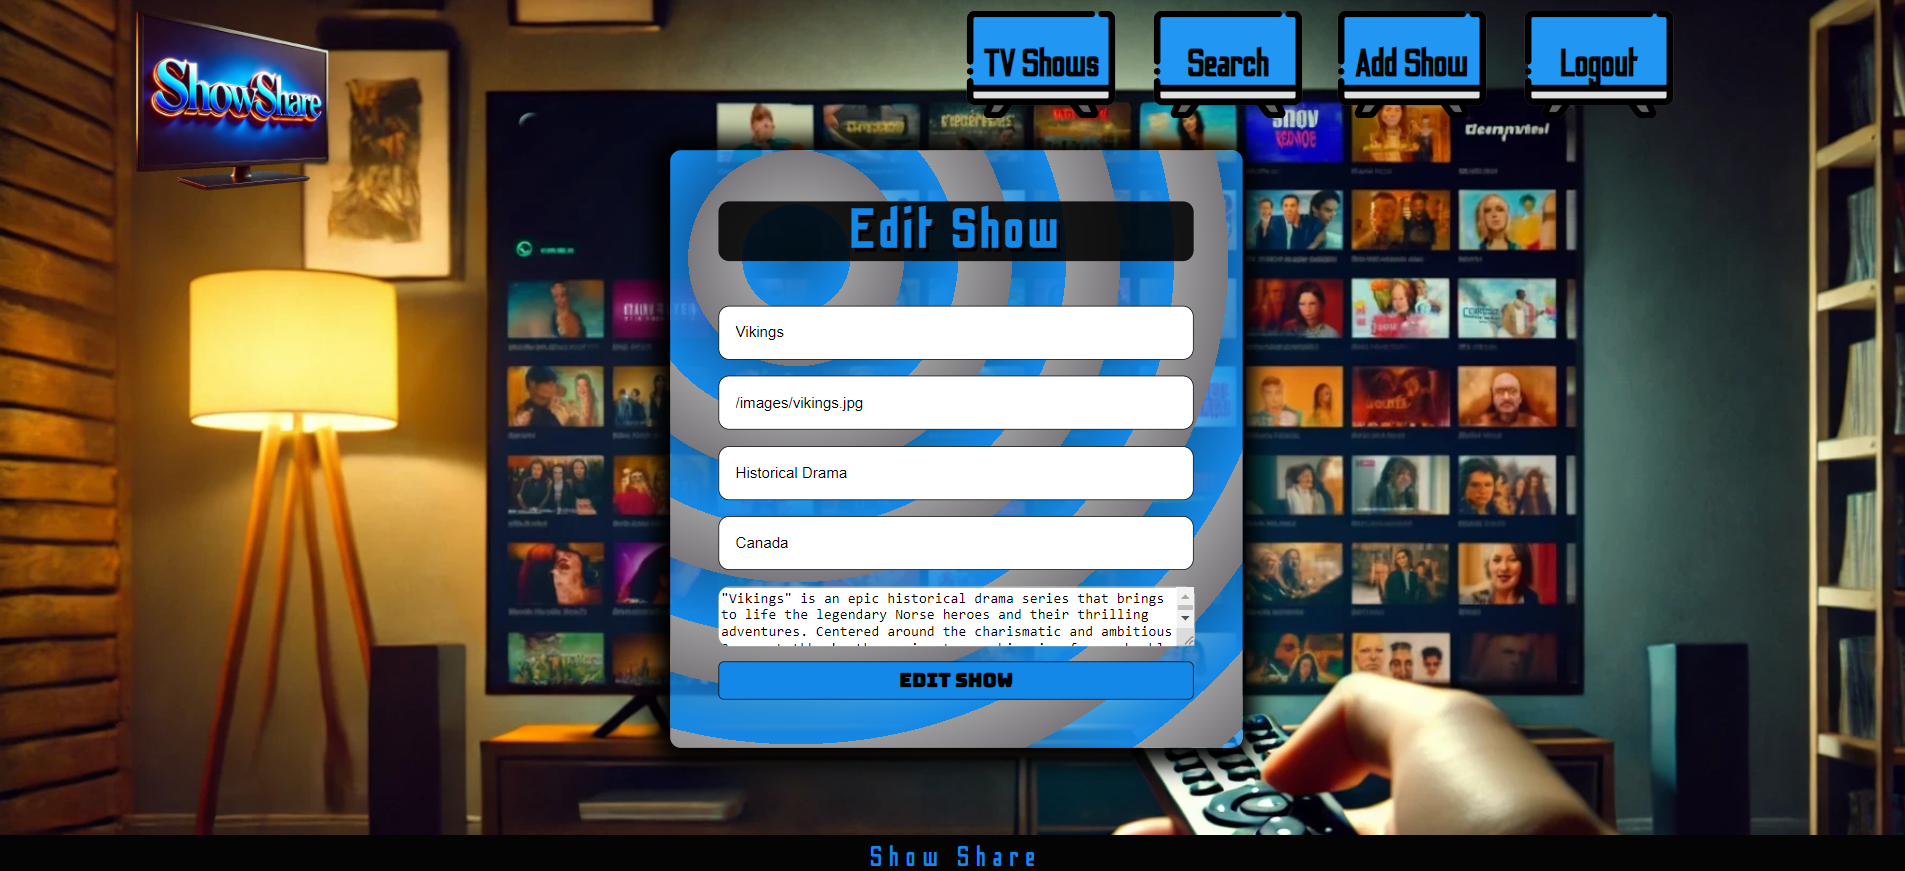 ShowShare
TV Shows
Search
Add Show
Logout
Edit Show
Vikings
/images/vikings.jpg
Historical Drama
Canada
"Vikings" is an epic historical drama series that brings
to life the legendary Norse heroes and their thrilling
adventures. Centered around the charismatic and ambitious
EDIT SHOW
Show Share